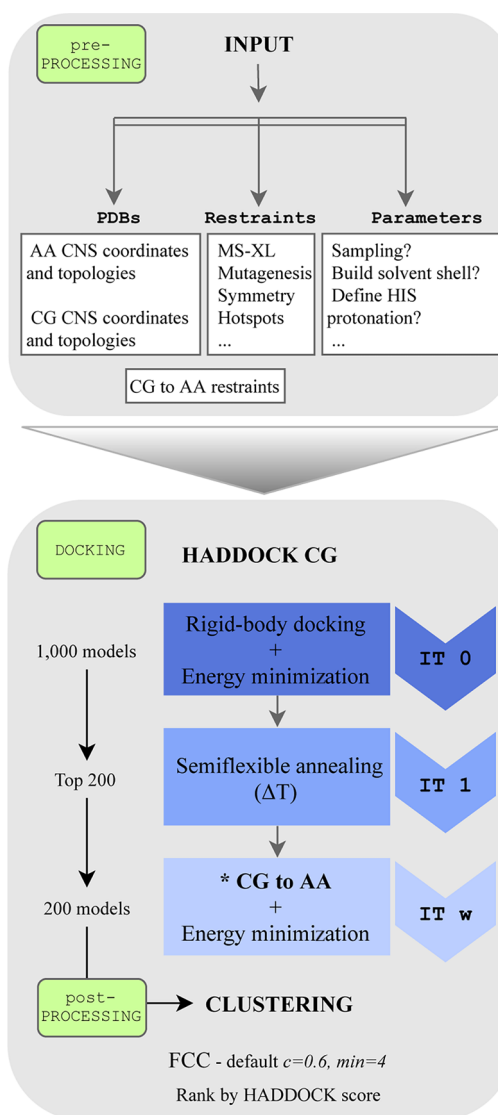 pre-
PROCESSING
INPUT
PDBs
Restraints
Parameters
AA CNS coordinates
and topologies
CG CNS coordinates
and topologies
MS-XL
Mutagenesis
Symmetry
Hotspots
...
Sampling?
Build solvent shell?
Define HIS
protonation?
...
CG to AA restraints
DOCKING
HADDOCK CG
1,000 models
Rigid-body docking
+
Energy minimization
IT 0
Top 200
Semiflexible annealing
(ΔT)
IT 1
200 models
* CG to AA
+
Energy minimization
IT w
post-
PROCESSING
CLUSTERING
FCC - default c=0.6, min=4
Rank by HADDOCK score